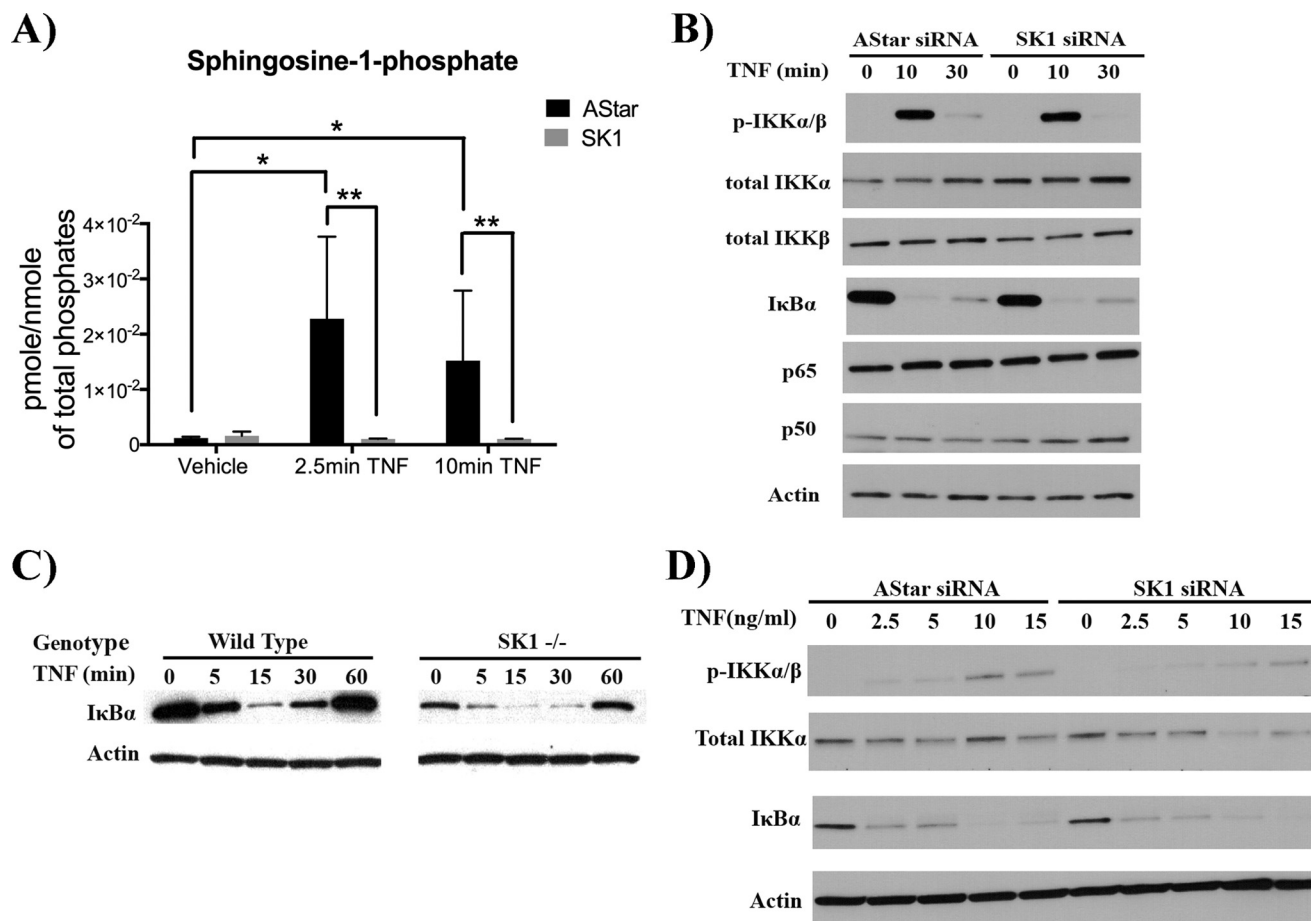 A)
Sphingosine-1-phosphate
AStar
SK1
*
*
**
**
4×10⁻²
3×10⁻²
2×10⁻²
1×10⁻²
0
pmole/nmole
of total phosphates
Vehicle 2.5min TNF 10min TNF
B)
AStar siRNA SK1 siRNA
TNF (min) 0 10 30 0 10 30
p-IKKα/β
total IKKα
total IKKβ
IκBα
p65
p50
Actin
C)
Genotype Wild Type SK1 -/-
TNF (min) 0 5 15 30 60 0 5 15 30 60
IκBα
Actin
D)
AStar siRNA SK1 siRNA
TNF(ng/ml) 0 2.5 5 10 15 0 2.5 5 10 15
p-IKKα/β
Total IKKα
IκBα
Actin